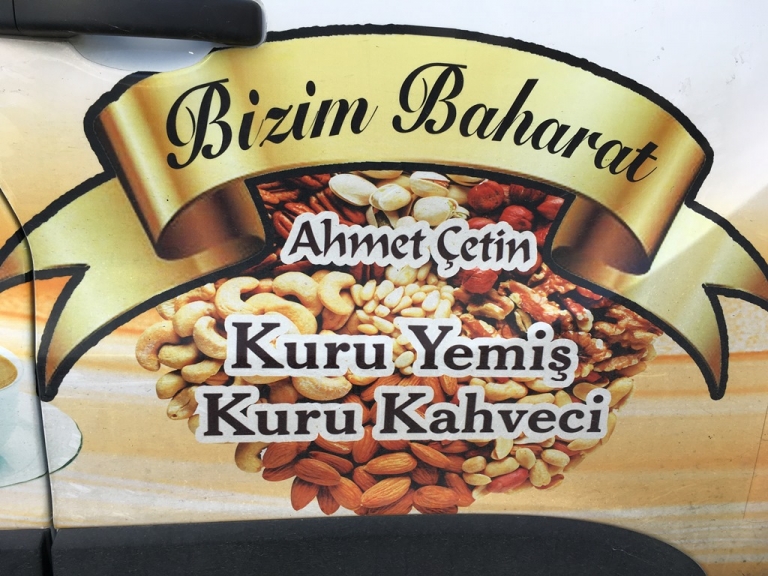 Bizim Baharat
Ahmet Çetin
Kuru Yemiş
Kuru Kahveci